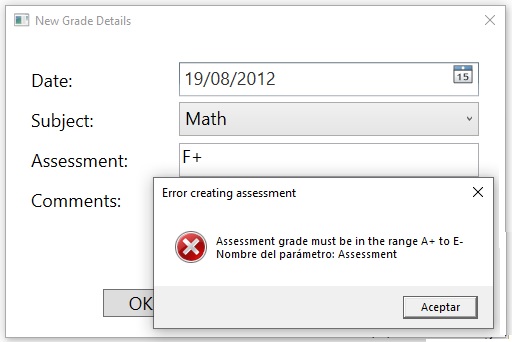 New Grade Details
Date:
19/08/2012
15
Subject:
Math
Assessment:
F+
Comments:
Error creating assessment
Assessment grade must be in the range A+ to E-
Nombre del parámetro: Assessment
Aceptar
OK